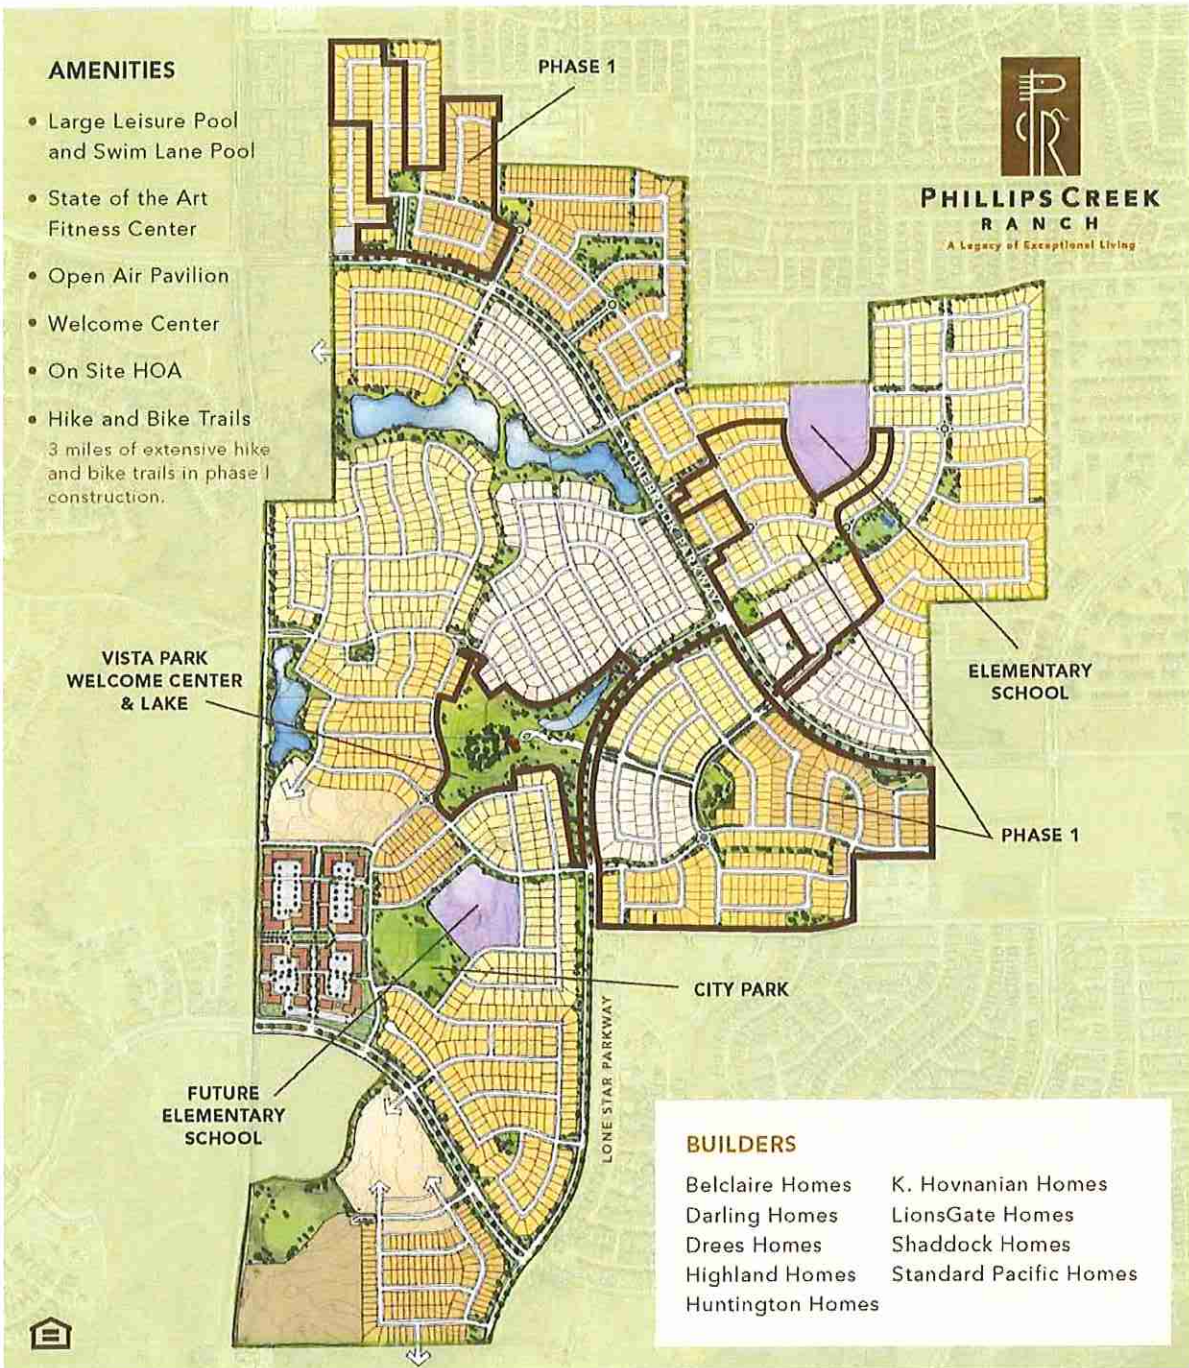 AMENITIES
• Large Leisure Pool
and Swim Lane Pool
• State of the Art
Fitness Center
• Open Air Pavilion
• Welcome Center
• On Site HOA
• Hike and Bike Trails
3 miles of extensive hike
and bike trails in phase I
construction.
PHASE 1
PHILLIPS CREEK
RANCH
A Legacy of Exceptional Living
STONEBROOK PARKWAY
VISTA PARK
WELCOME CENTER
& LAKE
ELEMENTARY
SCHOOL
PHASE 1
CITY PARK
LONE STAR PARKWAY
FUTURE
ELEMENTARY
SCHOOL
BUILDERS
Belclaire Homes
Darling Homes
Drees Homes
Highland Homes
Huntington Homes
K. Hovnanian Homes
LionsGate Homes
Shaddock Homes
Standard Pacific Homes